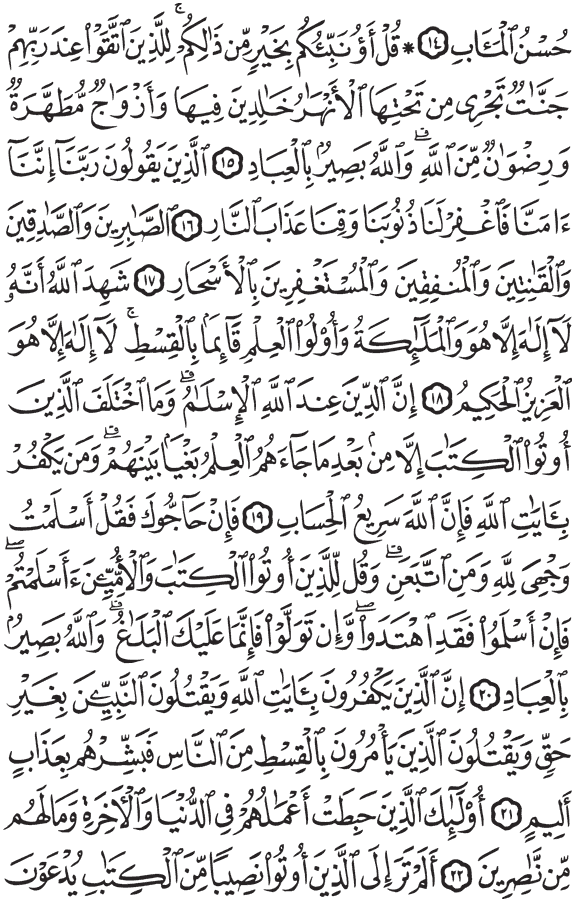 حُسْنُ ٱلْمَـَٔابِ ١٤ * قُلْ أَؤُنَبِّئُكُم بِخَيْرٍ مِّن ذَٰلِكُمْ ۚ لِلَّذِينَ ٱتَّقَوْا۟ عِندَ رَبِّهِمْ
جَنَّـٰتٌ تَجْرِى مِن تَحْتِهَا ٱلْأَنْهَـٰرُ خَـٰلِدِينَ فِيهَا وَأَزْوَٰجٌ مُّطَهَّرَةٌ
وَرِضْوَٰنٌ مِّنَ ٱللَّهِ ۗ وَٱللَّهُ بَصِيرٌۢ بِٱلْعِبَادِ ١٥ ٱلَّذِينَ يَقُولُونَ رَبَّنَآ إِنَّنَآ
ءَامَنَّا فَٱغْفِرْ لَنَا ذُنُوبَنَا وَقِنَا عَذَابَ ٱلنَّارِ ١٦ ٱلصَّـٰبِرِينَ وَٱلصَّـٰدِقِينَ
وَٱلْقَـٰنِتِينَ وَٱلْمُنفِقِينَ وَٱلْمُسْتَغْفِرِينَ بِٱلْأَسْحَارِ ١٧ شَهِدَ ٱللَّهُ أَنَّهُۥ
لَآ إِلَـٰهَ إِلَّا هُوَ وَٱلْمَلَـٰٓئِكَةُ وَأُو۟لُوا۟ ٱلْعِلْمِ قَآئِمًۢا بِٱلْقِسْطِ ۚ لَآ إِلَـٰهَ إِلَّا هُوَ
ٱلْعَزِيزُ ٱلْحَكِيمُ ١٨ إِنَّ ٱلدِّينَ عِندَ ٱللَّهِ ٱلْإِسْلَـٰمُ ۗ وَمَا ٱخْتَلَفَ ٱلَّذِينَ
أُوتُوا۟ ٱلْكِتَـٰبَ إِلَّا مِنۢ بَعْدِ مَا جَآءَهُمُ ٱلْعِلْمُ بَغْيًۢا بَيْنَهُمْ ۗ وَمَن يَكْفُرْ
بِـَٔايَـٰتِ ٱللَّهِ فَإِنَّ ٱللَّهَ سَرِيعُ ٱلْحِسَابِ ١٩ فَإِنْ حَآجُّوكَ فَقُلْ أَسْلَمْتُ
وَجْهِىَ لِلَّهِ وَمَنِ ٱتَّبَعَنِ ۗ وَقُل لِّلَّذِينَ أُوتُوا۟ ٱلْكِتَـٰبَ وَٱلْأُمِّيِّـۧنَ ءَأَسْلَمْتُمْ ۚ
فَإِنْ أَسْلَمُوا۟ فَقَدِ ٱهْتَدَوا۟ ۖ وَّإِن تَوَلَّوْا۟ فَإِنَّمَا عَلَيْكَ ٱلْبَلَـٰغُ ۗ وَٱللَّهُ بَصِيرٌۢ
بِٱلْعِبَادِ ٢٠ إِنَّ ٱلَّذِينَ يَكْفُرُونَ بِـَٔايَـٰتِ ٱللَّهِ وَيَقْتُلُونَ ٱلنَّبِيِّـۧنَ بِغَيْرِ
حَقٍّ وَيَقْتُلُونَ ٱلَّذِينَ يَأْمُرُونَ بِٱلْقِسْطِ مِنَ ٱلنَّاسِ فَبَشِّرْهُم بِعَذَابٍ
أَلِيمٍ ٢١ أُو۟لَـٰٓئِكَ ٱلَّذِينَ حَبِطَتْ أَعْمَـٰلُهُمْ فِى ٱلدُّنْيَا وَٱلْـَٔاخِرَةِ وَمَا لَهُم
مِّن نَّـٰصِرِينَ ٢٢ أَلَمْ تَرَ إِلَى ٱلَّذِينَ أُوتُوا۟ نَصِيبًا مِّنَ ٱلْكِتَـٰبِ يُدْعَوْنَ